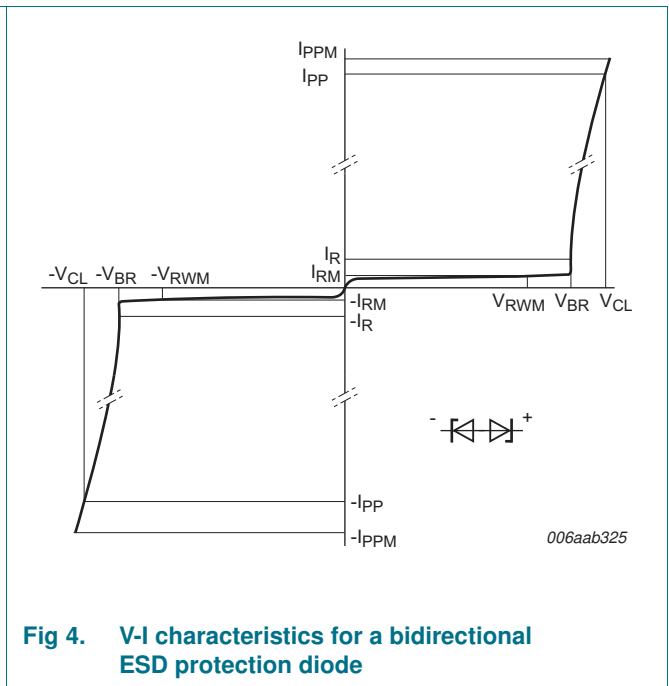 IPPM
IPP
IR
IRM
-VCL -VBR -VRWM
-IRM
VRWM VBR VCL
-IR
- +
-IPP
-IPPM
006aab325
Fig 4. V-I characteristics for a bidirectional
ESD protection diode